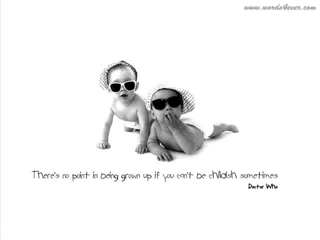 www.words4ever.com
There's no point in being grown up if you can't be childish sometimes
Doctor Who